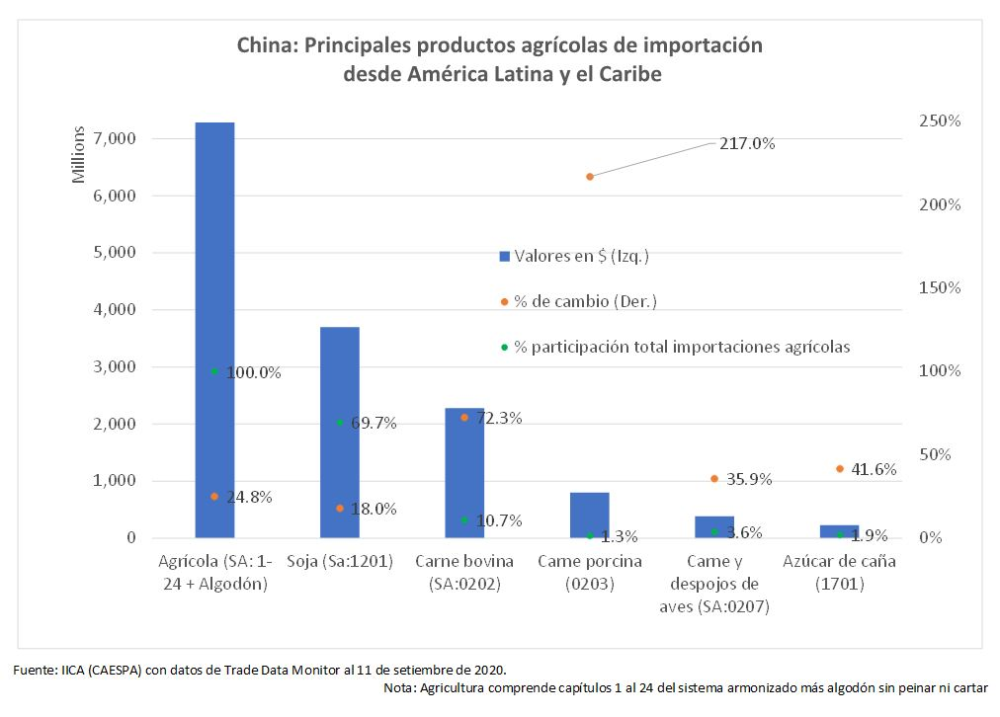 China: Principales productos agrícolas de importación
desde América Latina y el Caribe
Millions
7,000
6,000
5,000
4,000
3,000
2,000
1,000
0
250%
200%
150%
100%
50%
0%
217.0%
Valores en $ (Izq.)
% de cambio (Der.)
% participación total importaciones agrícolas
100.0%
24.8%
69.7%
18.0%
72.3%
10.7%
1.3%
35.9%
3.6%
41.6%
1.9%
Agrícola (SA: 1-
24 + Algodón)
Soja (Sa:1201)
Carne bovina
(SA:0202)
Carne porcina
(0203)
Carne y
despojos de
aves (SA:0207)
Azúcar de caña
(1701)
Fuente: IICA (CAESPA) con datos de Trade Data Monitor al 11 de setiembre de 2020.
Nota: Agricultura comprende capítulos 1 al 24 del sistema armonizado más algodón sin peinar ni cartar